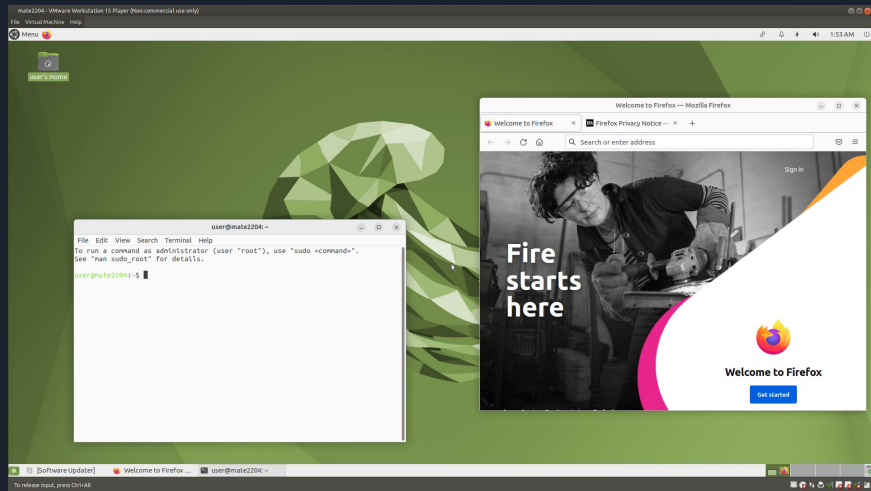 mate2204 - VMware Workstation 15 Player (Non-commercial use only)
File Virtual Machine Help
Menu
1:53 AM
user's Home
Welcome to Firefox — Mozilla Firefox
Welcome to Firefox
Firefox Privacy Notice —
Search or enter address
Sign in
Fire
starts
here
Welcome to Firefox
Get started
user@mate2204: ~
File Edit View Search Terminal Help
To run a command as administrator (user "root"), use "sudo <command>".
See "man sudo_root" for details.
user@mate2204:~$
[Software Updater]
Welcome to Firefox ...
user@mate2204: ~
To release input, press Ctrl+Alt